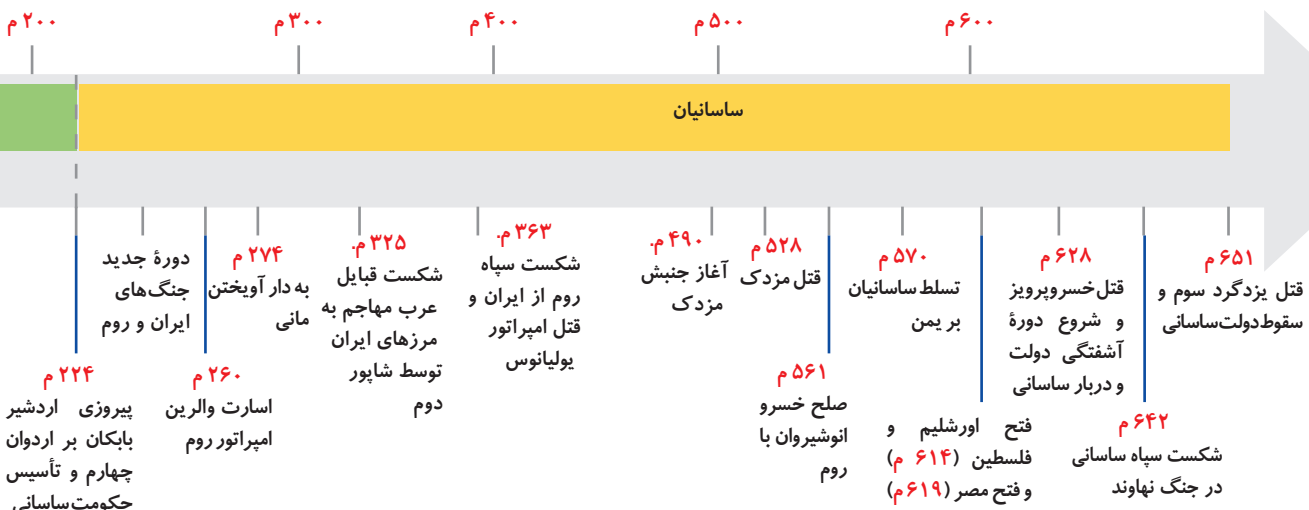 ۲۰۰ م
۳۰۰ م
۴۰۰ م
۵۰۰ م
۶۰۰ م
ساسانیان
۲۲۴ م
پیروزی اردشیر
بابکان بر اردوان
چهارم و تأسیس
حکومت‌ساسانی
دورهٔ جدید
جنگ‌های
ایران و روم
۲۶۰ م
اسارت والرین
امپراتور روم
۲۷۴ م
به دار آویختن
مانی
۳۲۵ م.
شکست قبایل
عرب مهاجم به
مرزهای ایران
توسط شاپور
دوم
۳۶۳ م.
شکست سپاه
روم از ایران و
قتل امپراتور
یولیانوس
۴۹۰ م.
آغاز جنبش
مزدک
۵۲۸ م
قتل مزدک
۵۶۱ م
صلح خسرو
انوشیروان با
روم
۵۷۰ م
تسلط ساسانیان
بر یمن
فتح اورشلیم و
فلسطین (۶۱۴ م)
و فتح مصر (۶۱۹ م)
۶۲۸ م
قتل‌خسروپرویز
و شروع دورهٔ
آشفتگی دولت
و دربار ساسانی
۶۴۲ م
شکست سپاه ساسانی
در جنگ نهاوند
۶۵۱ م
قتل یزدگرد سوم و
سقوط‌دولت‌ساسانی